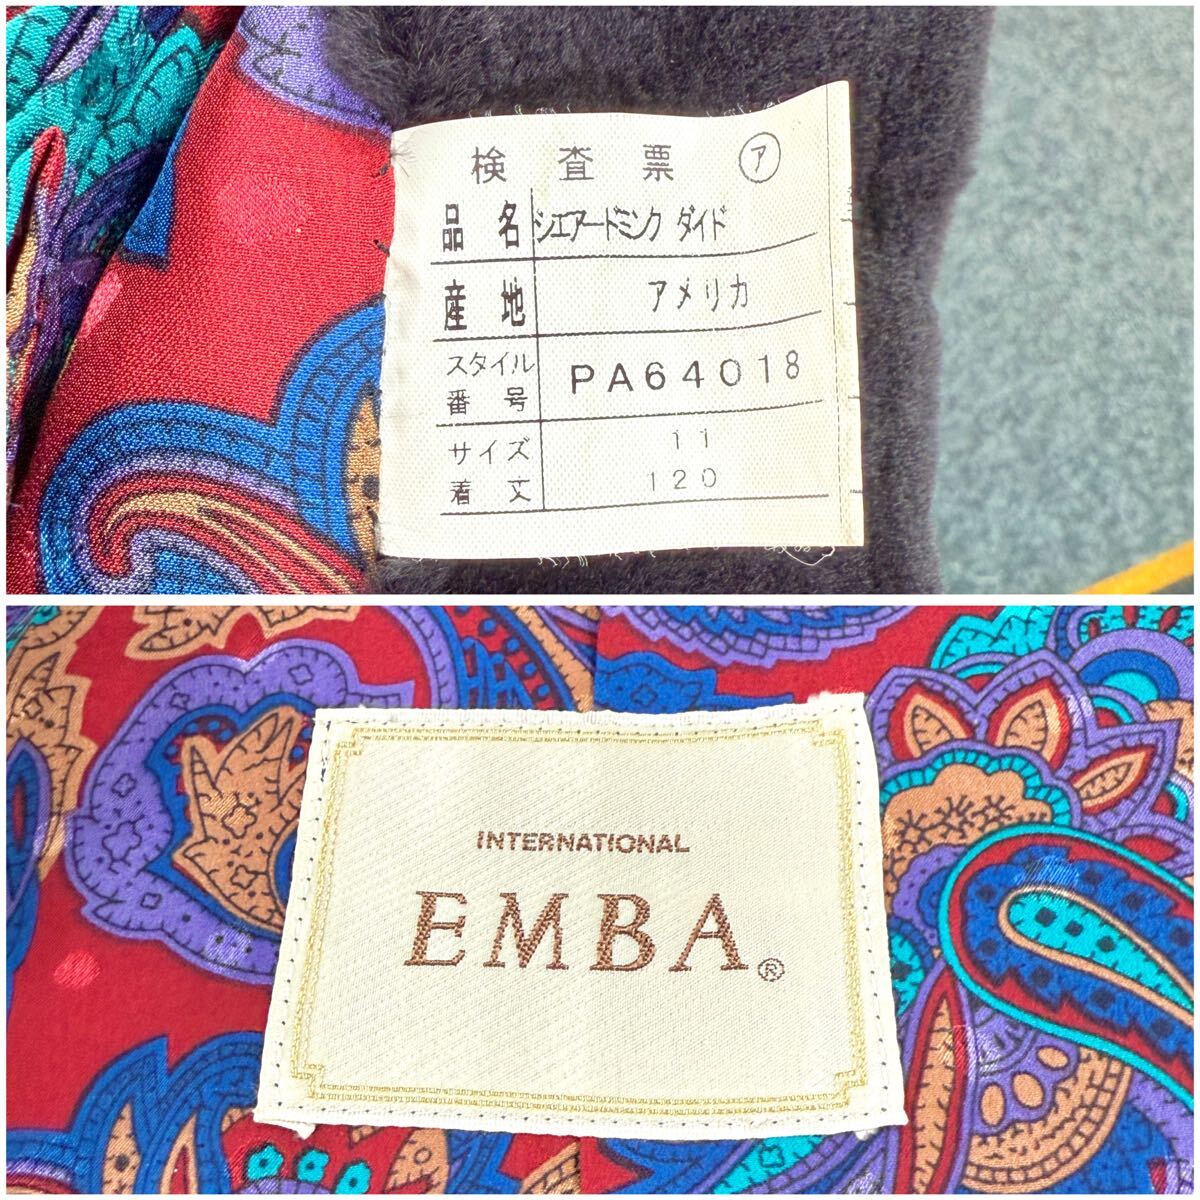 検査票 ㋐
品名 シエアードミンク ダイド
産地 アメリカ
スタイル番号 PA64018
サイズ 11
着丈 120
INTERNATIONAL
EMBA®